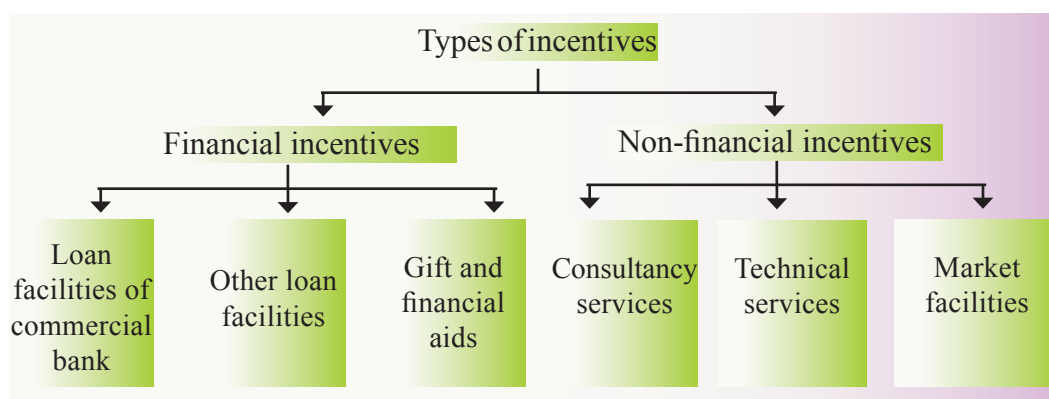 Types of incentives
Financial incentives
Non-financial incentives
Loan
facilities of
commercial
bank
Other loan
facilities
Gift and
financial
aids
Consultancy
services
Technical
services
Market
facilities